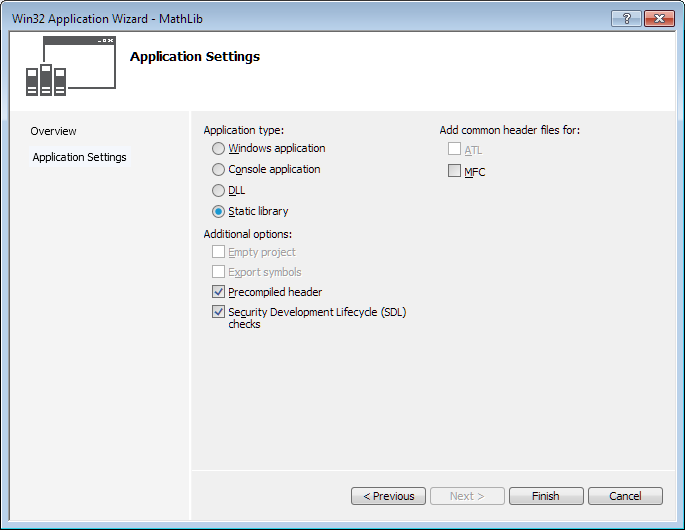 Win32 Application Wizard - MathLib
Application Settings
Overview
Application Settings
Application type:
Windows application
Console application
DLL
Static library
Additional options:
Empty project
Export symbols
Precompiled header
Security Development Lifecycle (SDL)
checks
Add common header files for:
ATL
MFC
< Previous
Next >
Finish
Cancel